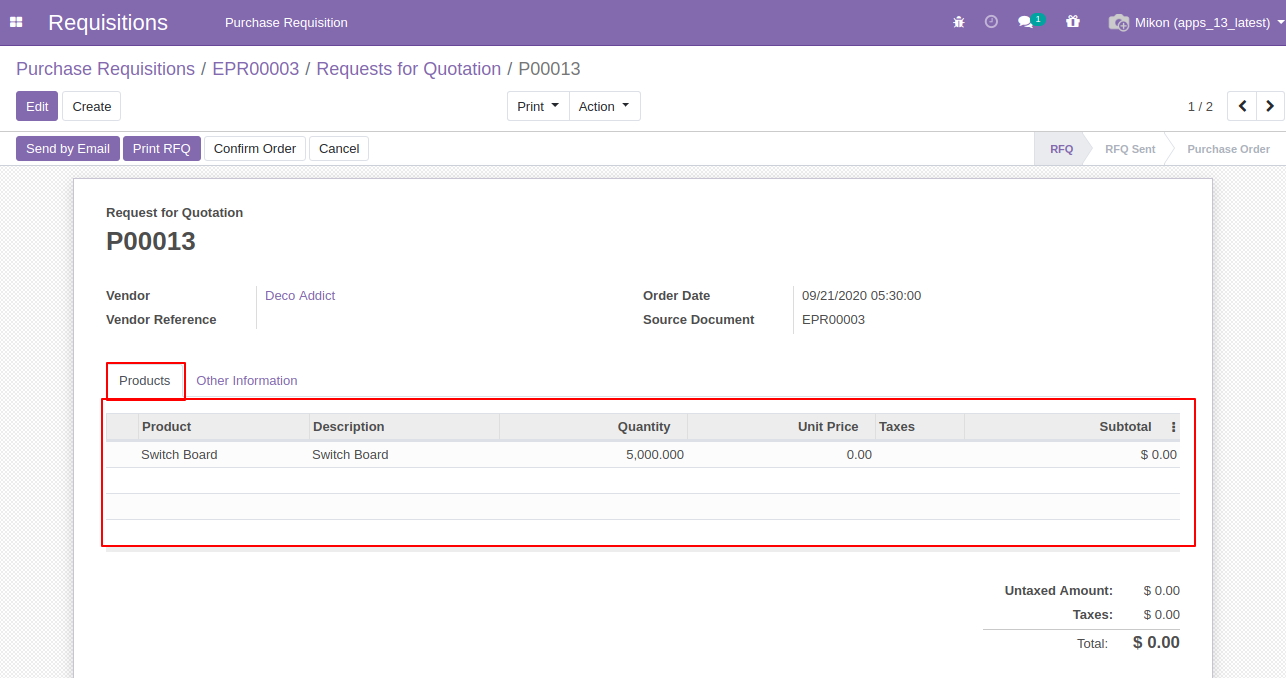 Requisitions Purchase Requisition 1 Mikon (apps_13_latest)
Purchase Requisitions / EPR00003 / Requests for Quotation / P00013
Edit Create Print Action 1 / 2
Send by Email Print RFQ Confirm Order Cancel RFQ RFQ Sent Purchase Order
Request for Quotation
P00013
Vendor Deco Addict Order Date 09/21/2020 05:30:00
Vendor Reference Source Document EPR00003
Products Other Information
Product Description Quantity Unit Price Taxes Subtotal
Switch Board Switch Board 5,000.000 0.00 $ 0.00
Untaxed Amount: $ 0.00
Taxes: $ 0.00
Total: $ 0.00